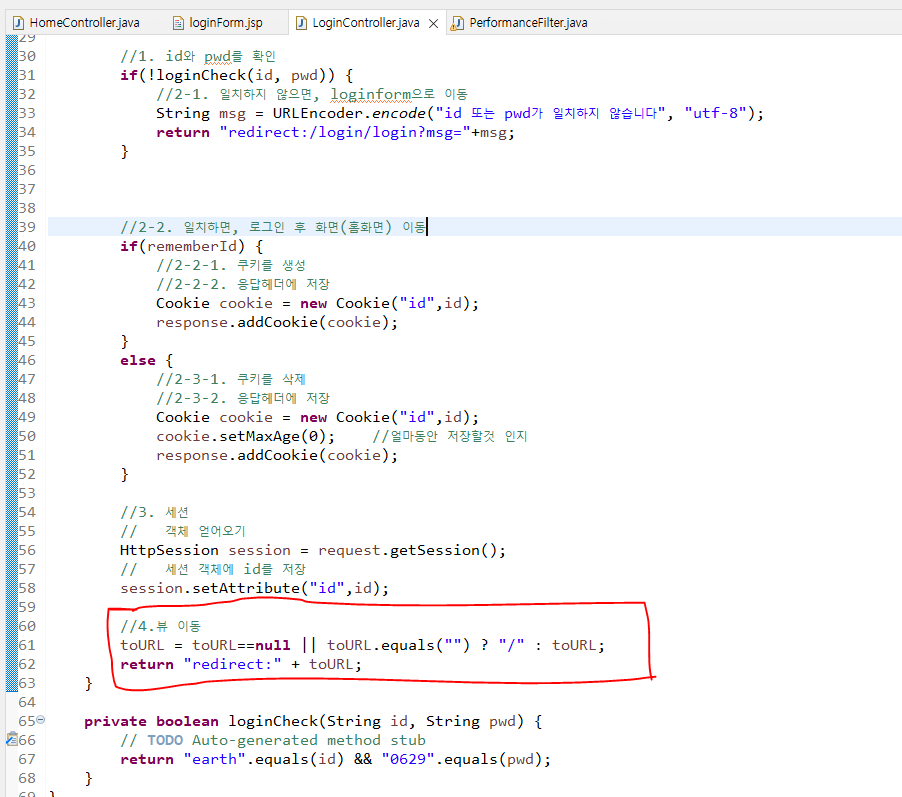 HomeController.java loginForm.jsp LoginController.java PerformanceFilter.java
29
30 //1. id와 pwd를 확인
31 if(!loginCheck(id, pwd)) {
32 //2-1. 일치하지 않으면, loginform으로 이동
33 String msg = URLEncoder.encode("id 또는 pwd가 일치하지 않습니다", "utf-8");
34 return "redirect:/login/login?msg="+msg;
35 }
36
37
38
39 //2-2. 일치하면, 로그인 후 화면(홈화면) 이동
40 if(rememberId) {
41 //2-2-1. 쿠키를 생성
42 //2-2-2. 응답헤더에 저장
43 Cookie cookie = new Cookie("id",id);
44 response.addCookie(cookie);
45 }
46 else {
47 //2-3-1. 쿠키를 삭제
48 //2-3-2. 응답헤더에 저장
49 Cookie cookie = new Cookie("id",id);
50 cookie.setMaxAge(0); //얼마동안 저장할것 인지
51 response.addCookie(cookie);
52 }
53
54 //3. 세션
55 // 객체 얻어오기
56 HttpSession session = request.getSession();
57 // 세션 객체에 id를 저장
58 session.setAttribute("id",id);
59
60 //4.뷰 이동
61 toURL = toURL==null || toURL.equals("") ? "/" : toURL;
62 return "redirect:" + toURL;
63 }
64
65 private boolean loginCheck(String id, String pwd) {
66 // TODO Auto-generated method stub
67 return "earth".equals(id) && "0629".equals(pwd);
68 }
69 }